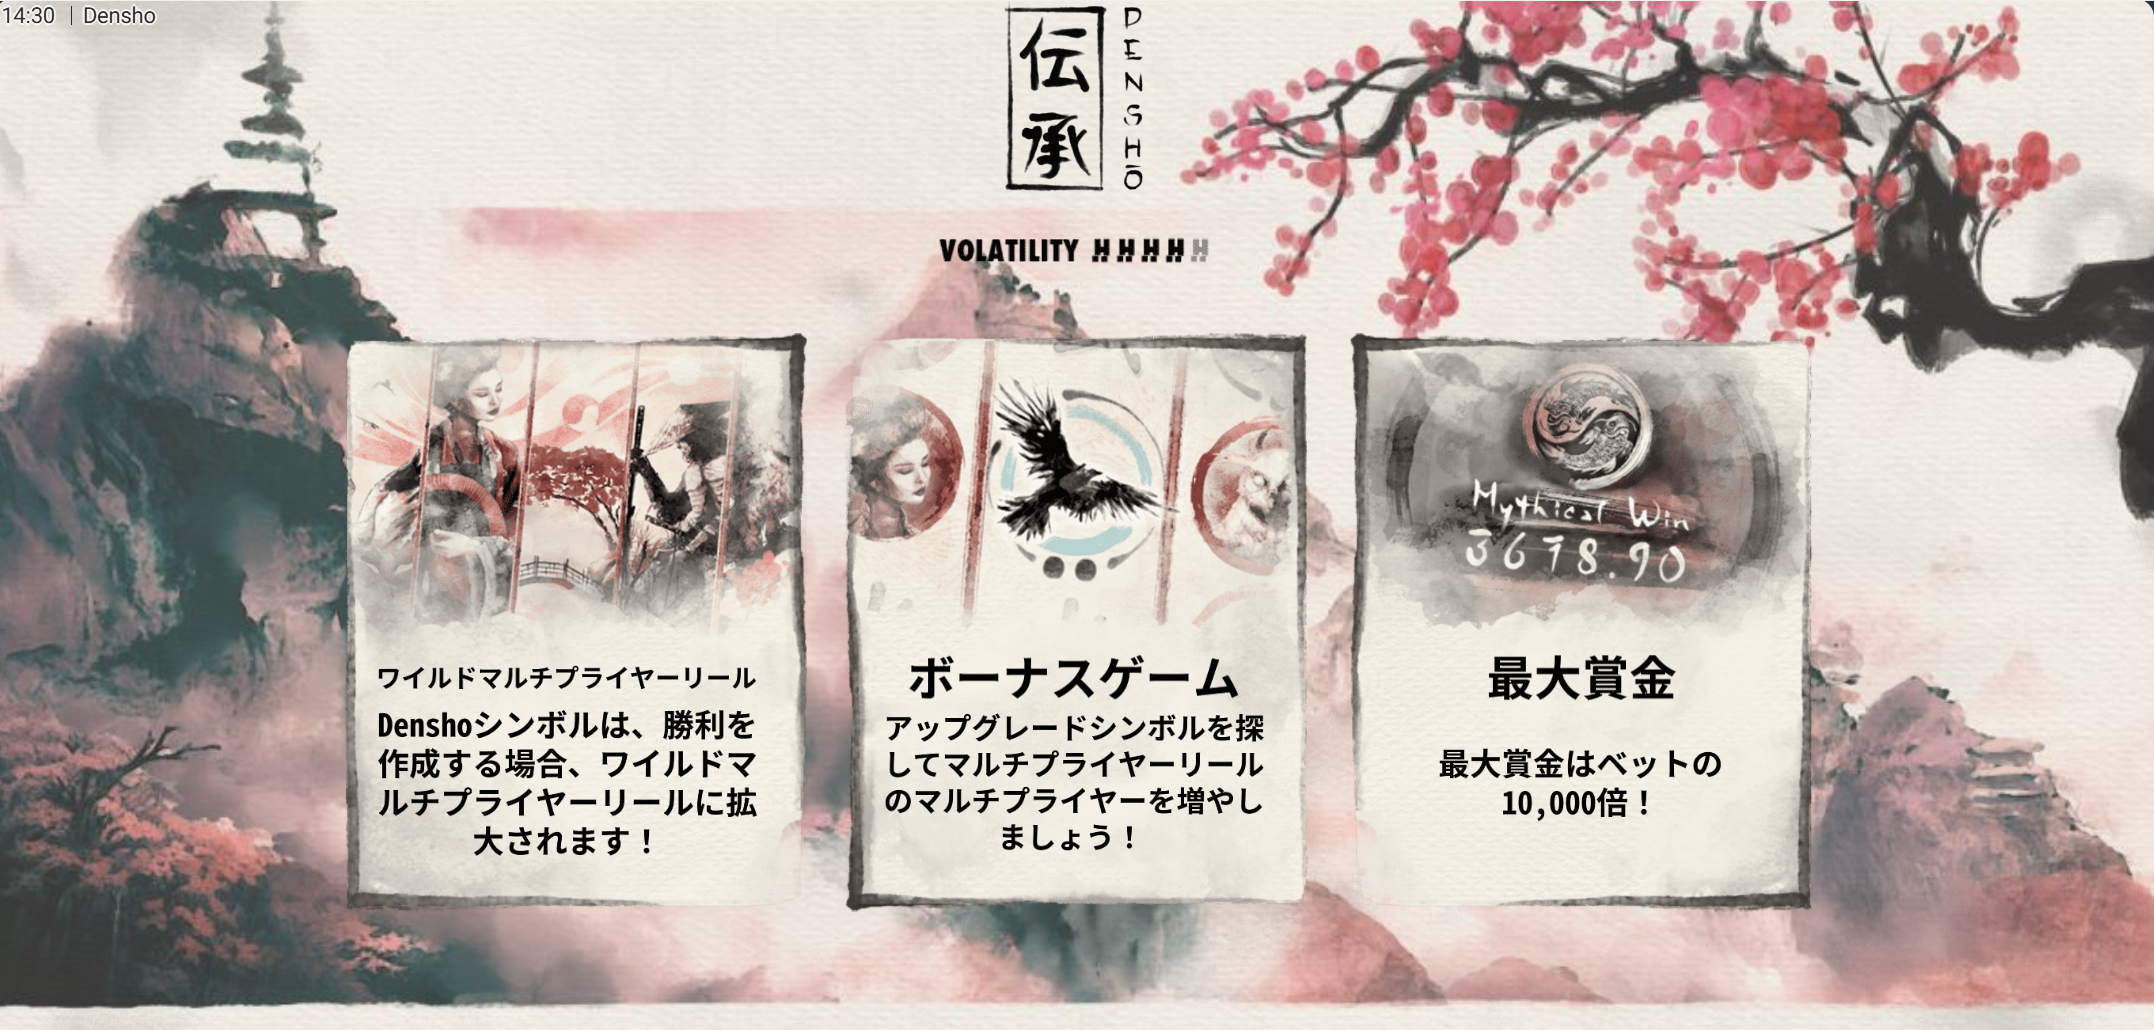 14:30 | Densho
伝承
DENSHŌ
VOLATILITY HHHHH
Mythical Win
3678.90
ワイルドマルチプライヤーリール
Denshoシンボルは、勝利を
作成する場合、ワイルドマ
ルチプライヤーリールに拡
大されます！
ボーナスゲーム
アップグレードシンボルを探
してマルチプライヤーリール
のマルチプライヤーを増やし
ましょう！
最大賞金
最大賞金はベットの
10,000倍！